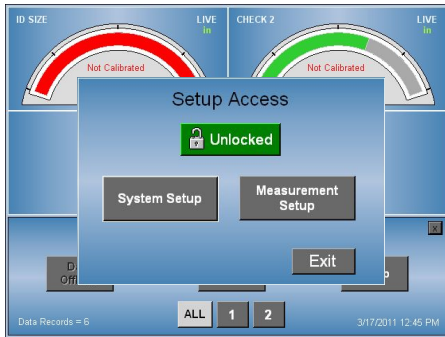 ID SIZE
LIVE
in
CHECK 2
LIVE
in
Not Calibrated
Not Calibrated
Setup Access
Unlocked
System Setup
Measurement
Setup
Exit
x
ALL
1
2
Data Records = 6
3/17/2011 12:45 PM